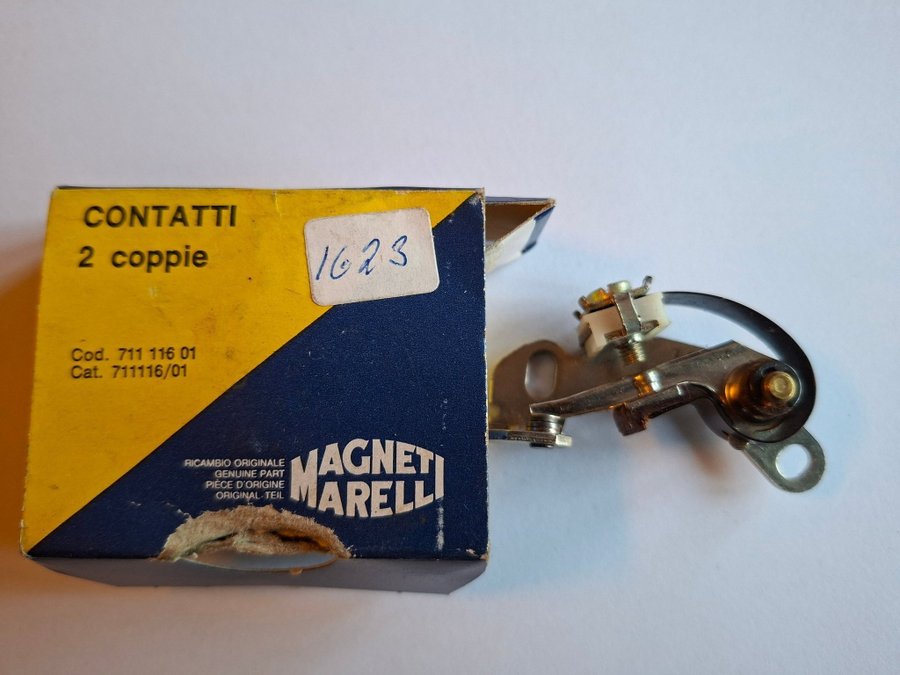 CONTATTI
2 coppie
1623
Cod. 711 116 01
Cat. 711116/01
RICAMBIO ORIGINALE
GENUINE PART
PIÈCE D'ORIGINE
ORIGINAL TEIL
MAGNETI
MARELLI